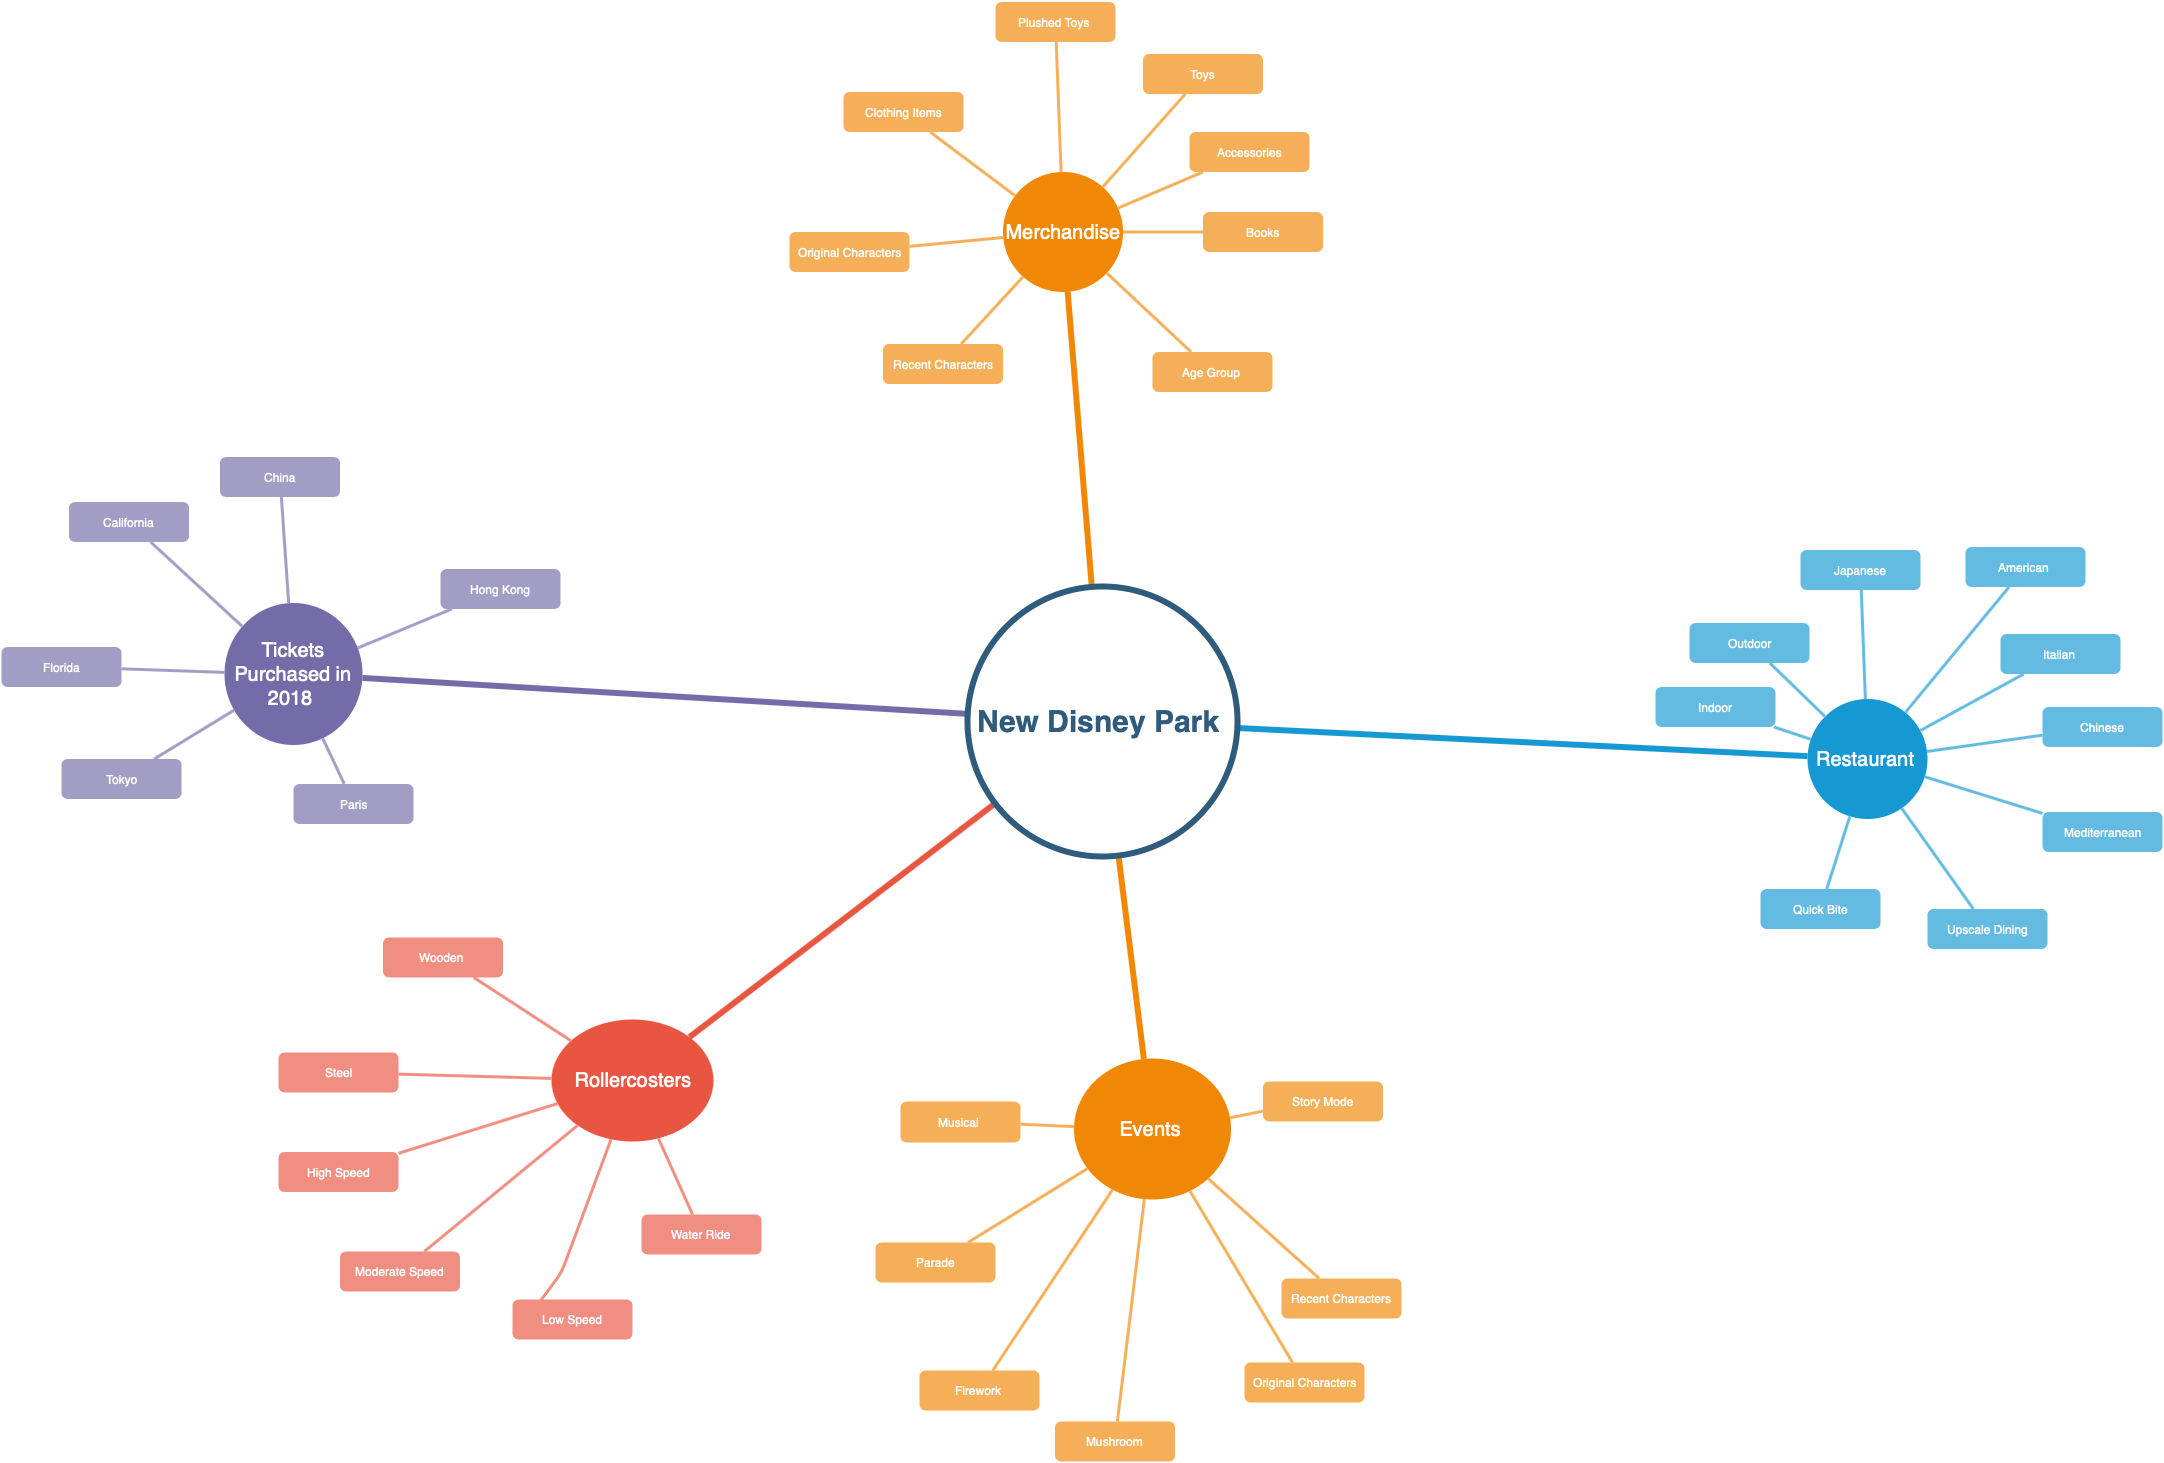 Plushed Toys
Toys
Clothing Items
Accessories
Merchandise
Books
Original Characters
Recent Characters
Age Group
China
California
Hong Kong
Tickets
Purchased in
2018
Florida
Tokyo
Paris
New Disney Park
Japanese
American
Outdoor
Italian
Indoor
Chinese
Restaurant
Mediterranean
Quick Bite
Upscale Dining
Wooden
Steel
Rollercosters
High Speed
Water Ride
Moderate Speed
Low Speed
Story Mode
Musical
Events
Parade
Recent Characters
Firework
Original Characters
Mushroom